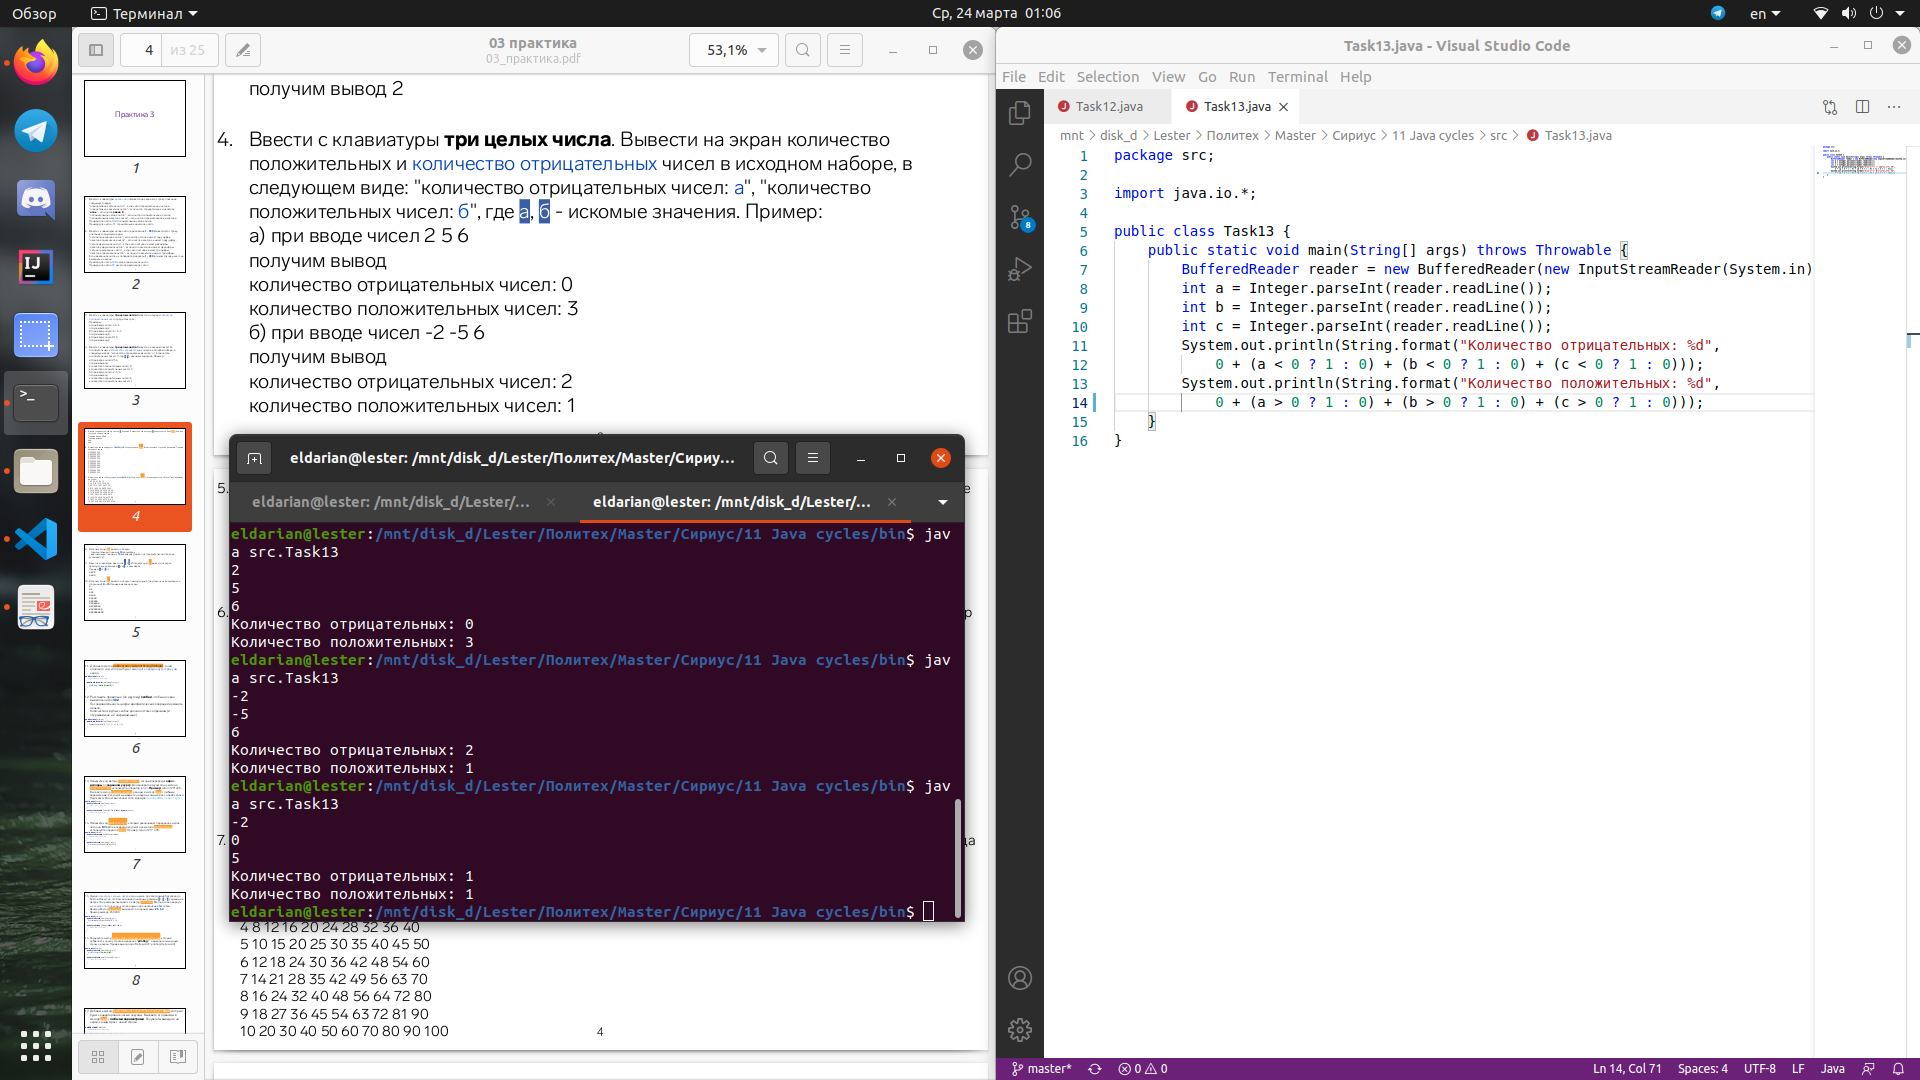 Обзор
Терминал
Ср, 24 марта 01:06
en
4 из 25
03 практика
03_практика.pdf
53,1%
Практика 3
1
2
3
4
5
6
7
8
получим вывод 2
4. Ввести с клавиатуры три целых числа. Вывести на экран количество
положительных и количество отрицательных чисел в исходном наборе, в
следующем виде: "количество отрицательных чисел: а", "количество
положительных чисел: б", где а, б - искомые значения. Пример:
а) при вводе чисел 2 5 6
получим вывод
количество отрицательных чисел: 0
количество положительных чисел: 3
б) при вводе чисел -2 -5 6
получим вывод
количество отрицательных чисел: 2
количество положительных чисел: 1
5.
6.
7.
eldarian@lester: /mnt/disk_d/Lester/Политех/Master/Сириу...
eldarian@lester: /mnt/disk_d/Lester/...
eldarian@lester: /mnt/disk_d/Lester/...
eldarian@lester:/mnt/disk_d/Lester/Политех/Master/Сириус/11 Java cycles/bin$ jav
a src.Task13
2
5
6
Количество отрицательных: 0
Количество положительных: 3
eldarian@lester:/mnt/disk_d/Lester/Политех/Master/Сириус/11 Java cycles/bin$ jav
a src.Task13
-2
-5
6
Количество отрицательных: 2
Количество положительных: 1
eldarian@lester:/mnt/disk_d/Lester/Политех/Master/Сириус/11 Java cycles/bin$ jav
a src.Task13
-2
0
5
Количество отрицательных: 1
Количество положительных: 1
eldarian@lester:/mnt/disk_d/Lester/Политех/Master/Сириус/11 Java cycles/bin$
4 8 12 16 20 24 28 32 36 40
5 10 15 20 25 30 35 40 45 50
6 12 18 24 30 36 42 48 54 60
7 14 21 28 35 42 49 56 63 70
8 16 24 32 40 48 56 64 72 80
9 18 27 36 45 54 63 72 81 90
10 20 30 40 50 60 70 80 90 100
4
Task13.java - Visual Studio Code
File Edit Selection View Go Run Terminal Help
Task12.java
Task13.java
mnt > disk_d > Lester > Политех > Master > Сириус > 11 Java cycles > src > Task13.java
8
1 package src;
2
3 import java.io.*;
4
5 public class Task13 {
6 public static void main(String[] args) throws Throwable {
7 BufferedReader reader = new BufferedReader(new InputStreamReader(System.in)
8 int a = Integer.parseInt(reader.readLine());
9 int b = Integer.parseInt(reader.readLine());
10 int c = Integer.parseInt(reader.readLine());
11 System.out.println(String.format("Количество отрицательных: %d",
12 0 + (a < 0 ? 1 : 0) + (b < 0 ? 1 : 0) + (c < 0 ? 1 : 0)));
13 System.out.println(String.format("Количество положительных: %d",
14 0 + (a > 0 ? 1 : 0) + (b > 0 ? 1 : 0) + (c > 0 ? 1 : 0)));
15 }
16 }
master* 0 0
Ln 14, Col 71 Spaces: 4 UTF-8 LF Java